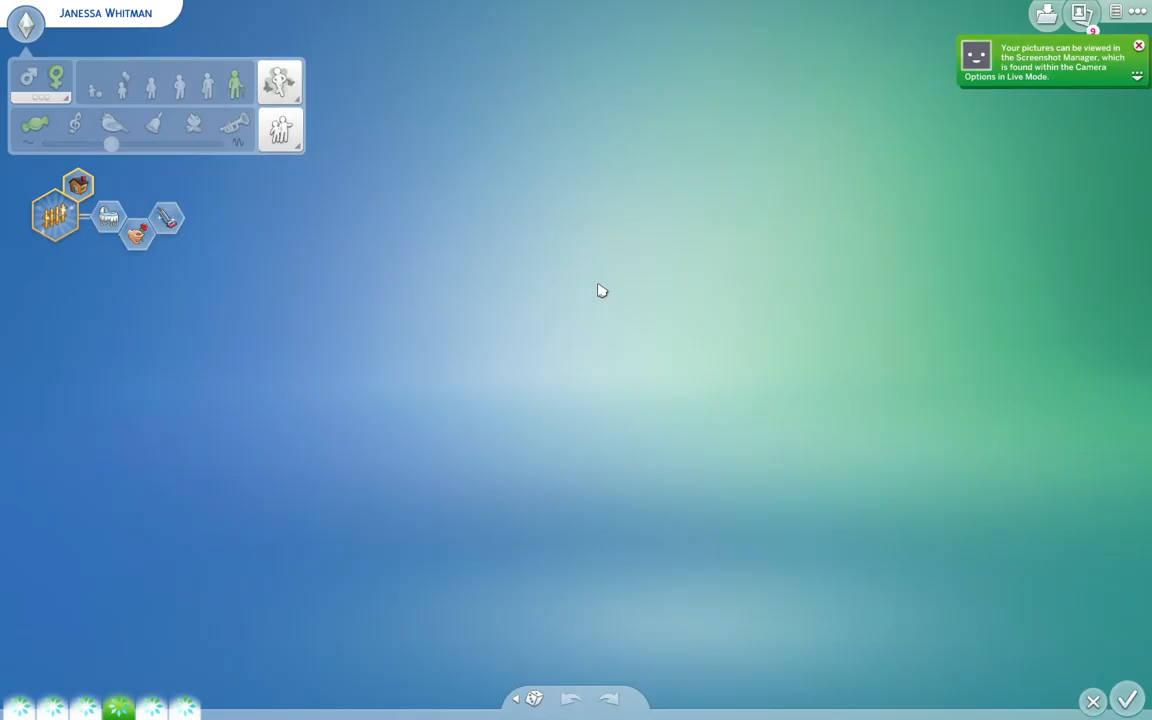 JANESSA WHITMAN
Your pictures can be viewed in
the Screenshot Manager, which
is found within the Camera
Options in Live Mode.
9